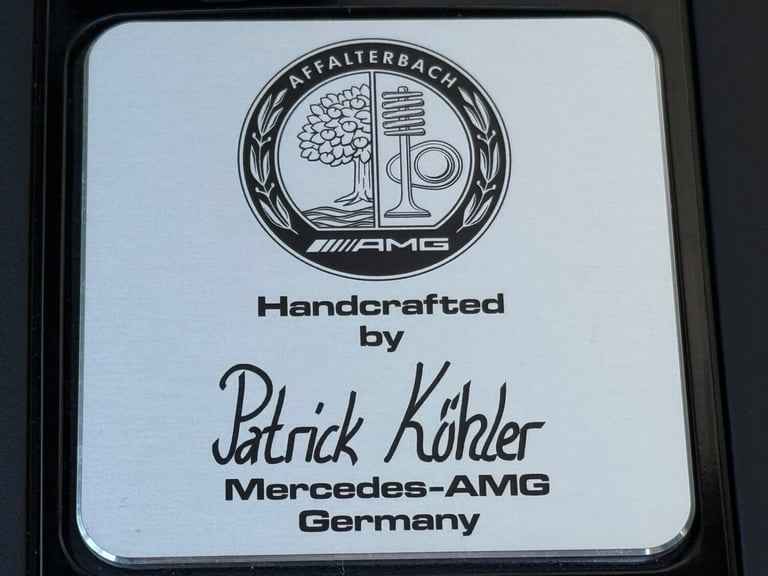 AFFALTERBACH
AMG
Handcrafted
by
Patrick Köhler
Mercedes-AMG
Germany